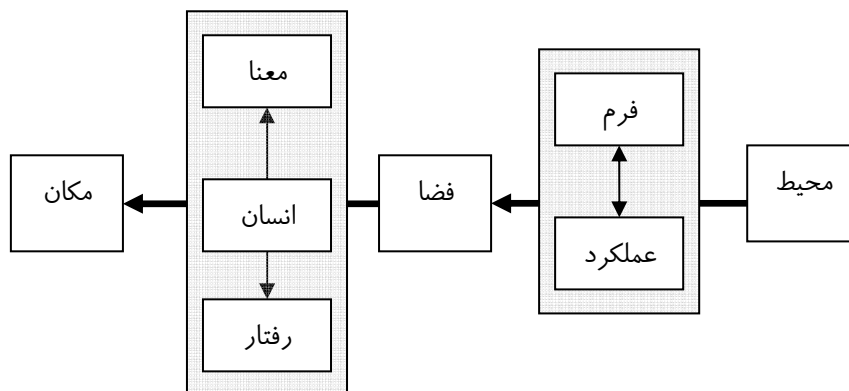 محیط
فرم
عملکرد
فضا
معنا
انسان
رفتار
مکان